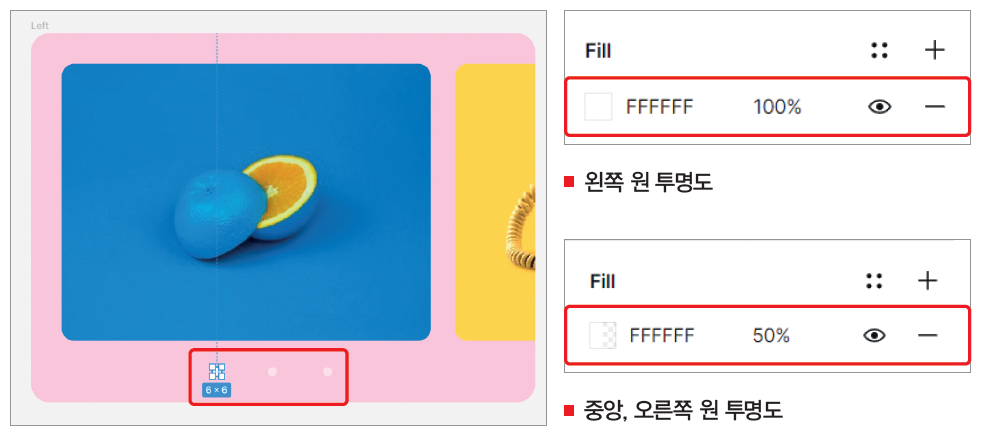 Left
6 × 6
Fill
FFFFFF 100%
왼쪽 원 투명도
Fill
FFFFFF 50%
중앙, 오른쪽 원 투명도